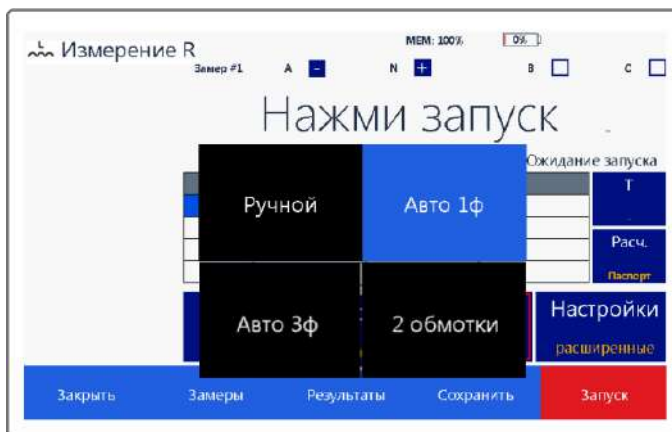 Измерение R
MEM: 100%
0%
Замер #1
A
-
N
+
B
C
Нажми запуск
Ожидание запуска
Ручной
Авто 1ф
T
Расч.
Паспорт
Авто 3ф
2 обмотки
Настройки
расширенные
Закрыть
Замеры
Результаты
Сохранить
Запуск